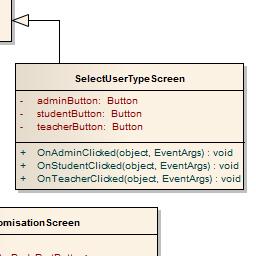 SelectUserTypeScreen
- adminButton: Button
- studentButton: Button
- teacherButton: Button
+ OnAdminClicked(object, EventArgs) : void
+ OnStudentClicked(object, EventArgs) : void
+ OnTeacherClicked(object, EventArgs) : void
omisationScreen